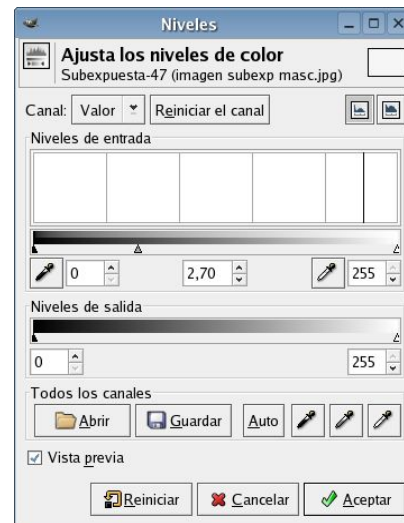 Niveles
Ajusta los niveles de color
Subexpuesta-47 (imagen subexp masc.jpg)
Canal: Valor Reiniciar el canal
Niveles de entrada
0 2,70 255
Niveles de salida
0 255
Todos los canales
Abrir Guardar Auto
Vista previa
Reiniciar Cancelar Aceptar